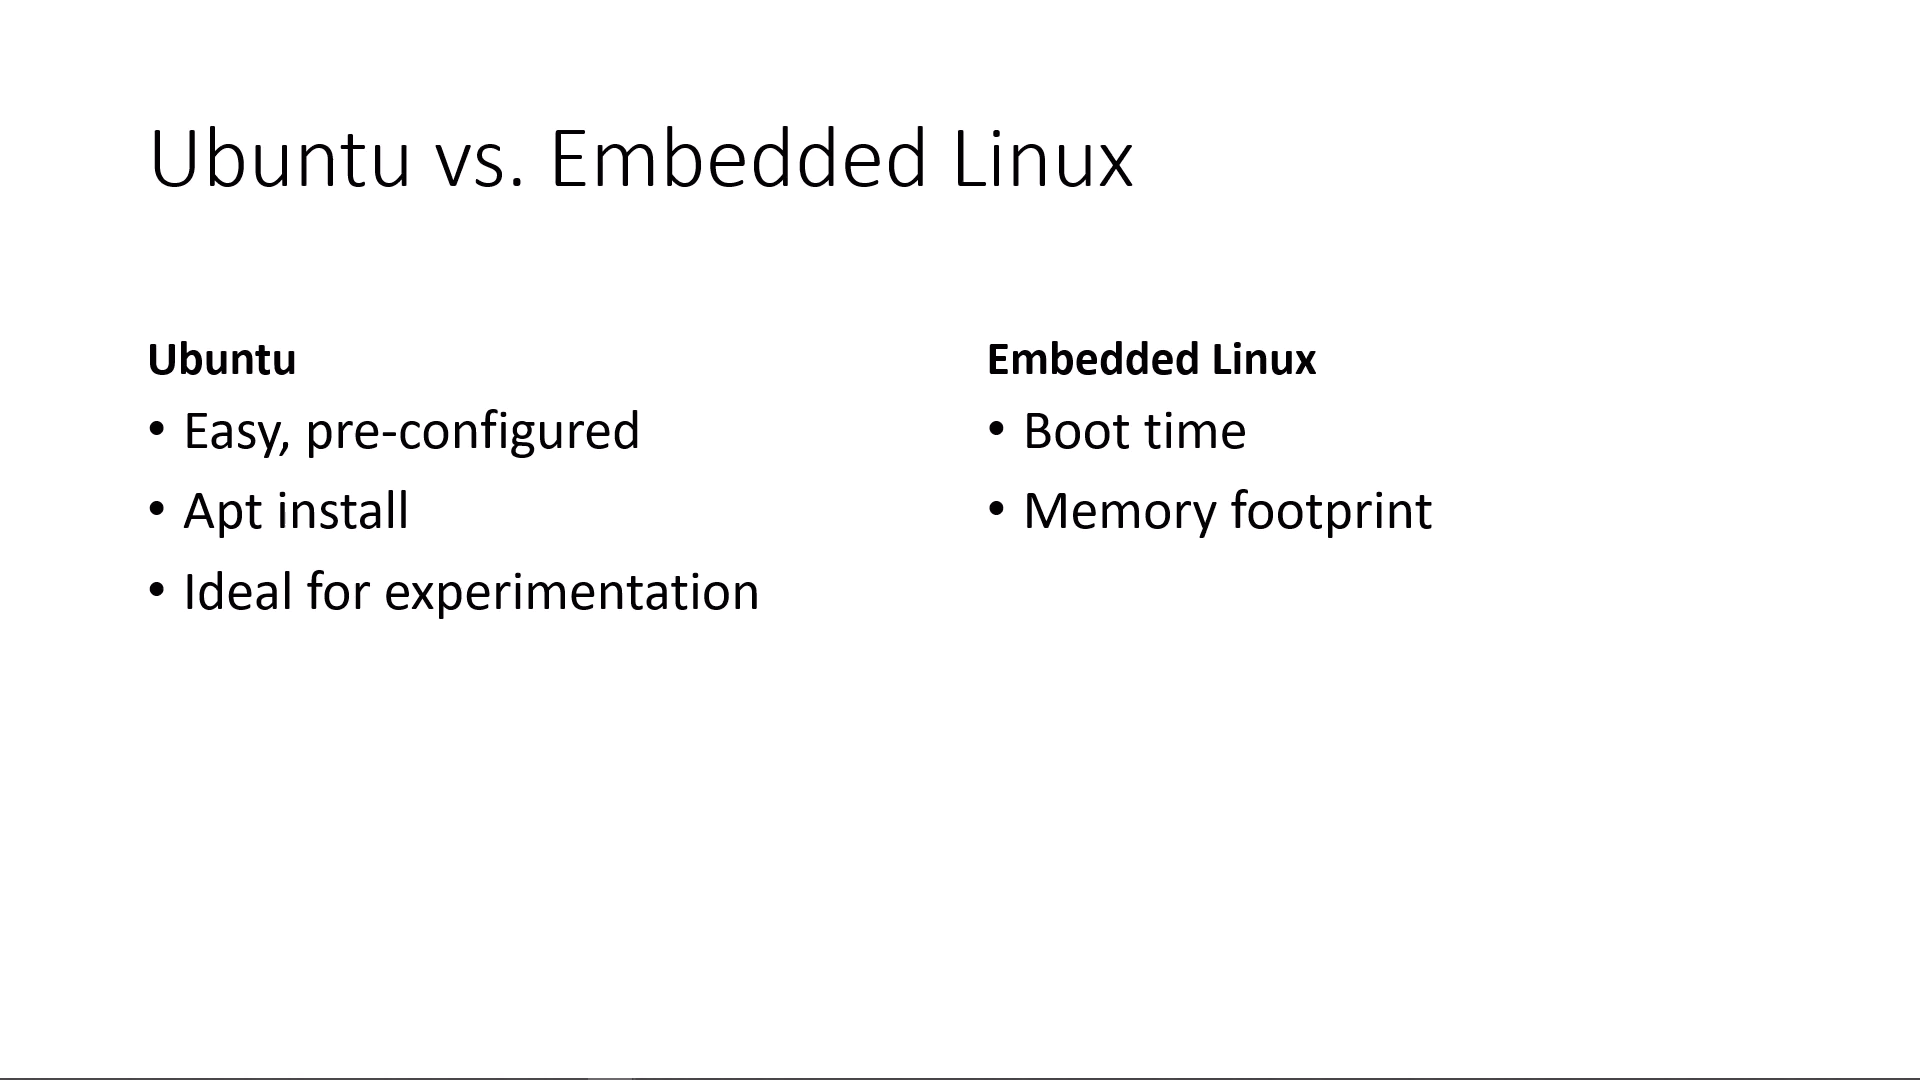 Ubuntu vs. Embedded Linux
Ubuntu
• Easy, pre-configured
• Apt install
• Ideal for experimentation
Embedded Linux
• Boot time
• Memory footprint